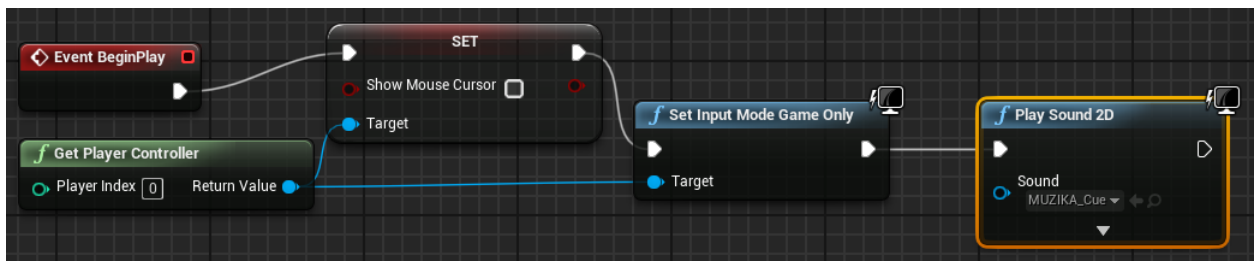 Event BeginPlay
SET
Show Mouse Cursor
Target
f Get Player Controller
Player Index 0 Return Value
f Set Input Mode Game Only
Target
f Play Sound 2D
Sound
MUZIKA_Cue